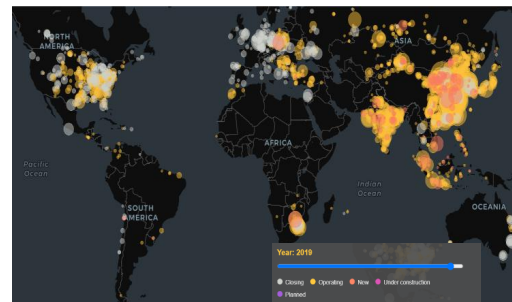 NORTH
AMERICA
ASIA
AFRICA
Pacific
Ocean
Indian
Ocean
SOUTH
AMERICA
OCEANIA
Year: 2019
Closing Operating New Under construction
Planned